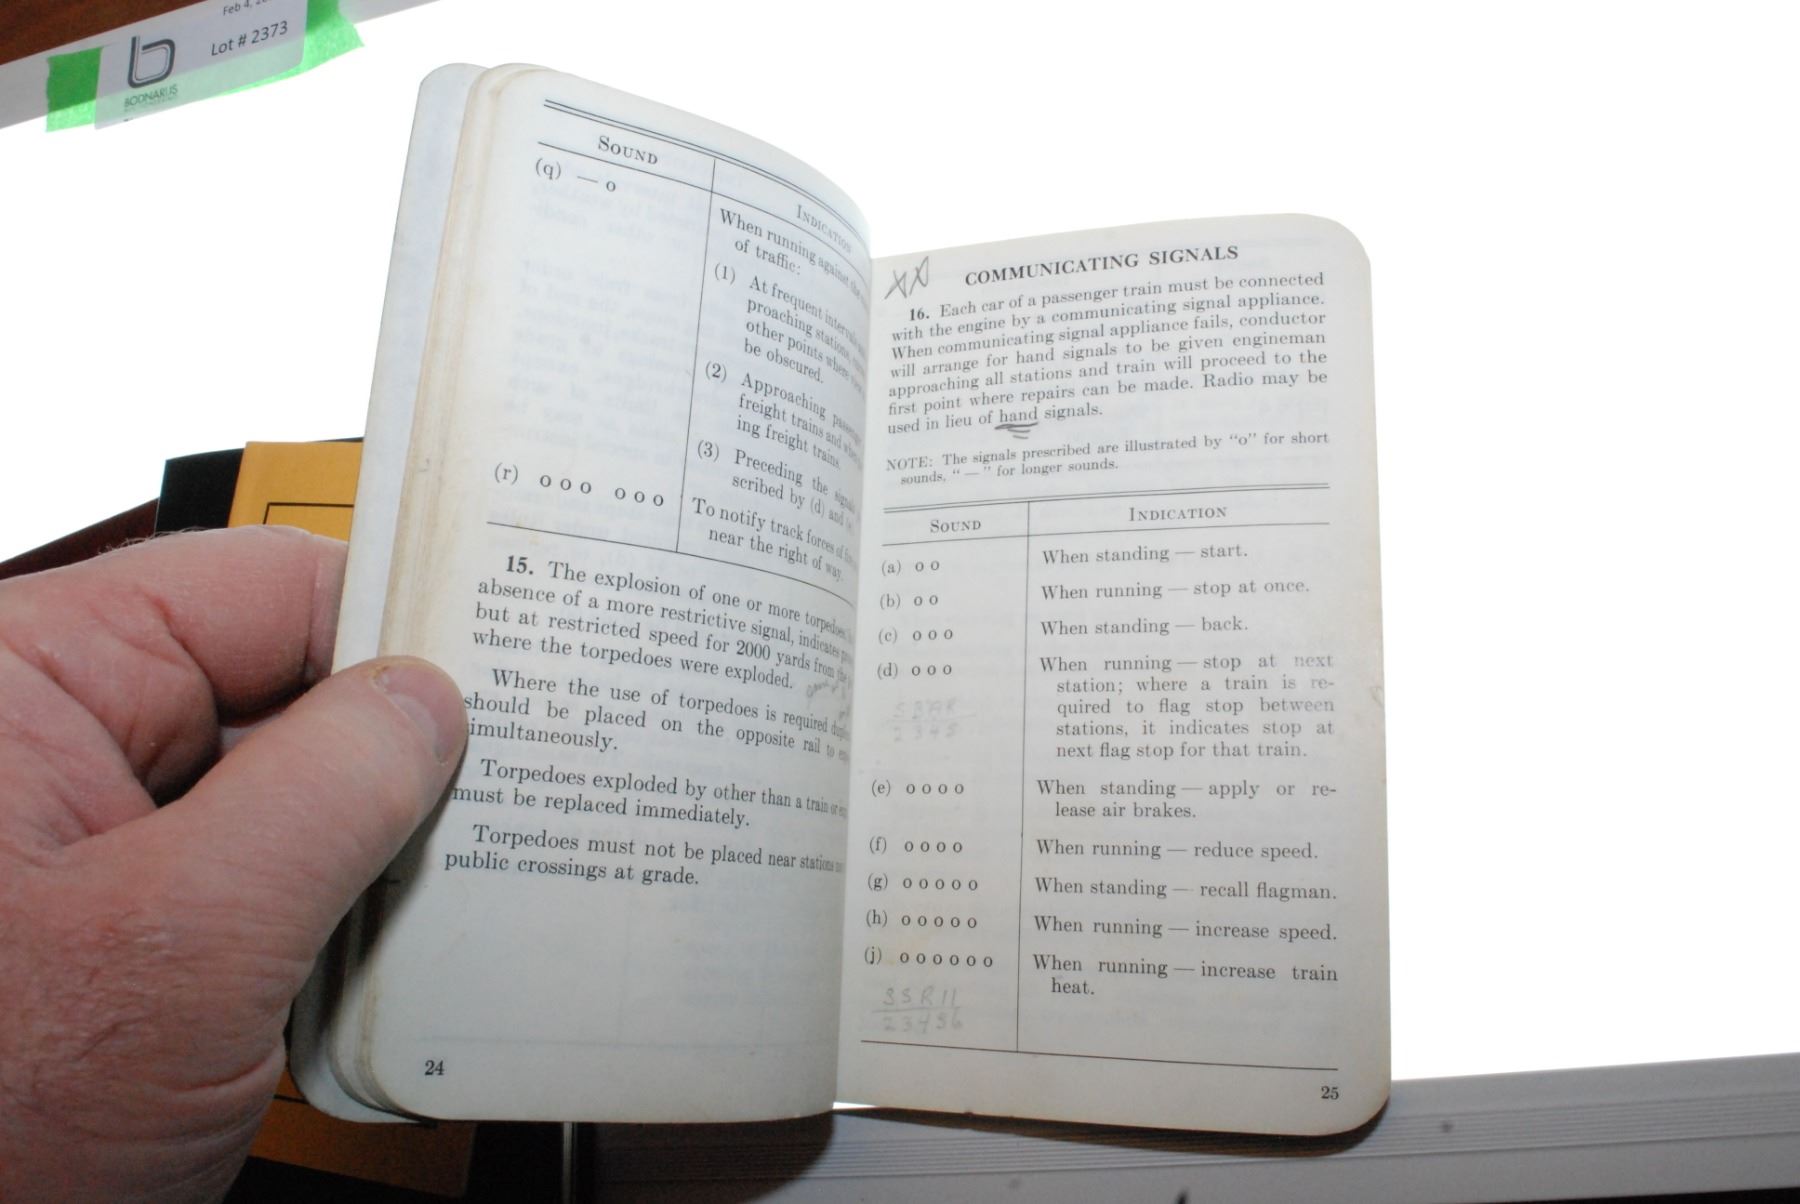 Feb 4,
Lot # 2373
b
BODNARUS
SOUND
INDICATION
(q) — o
When running against the
of traffic:
(1) At frequent intervals
proaching stations,
other points where view
be obscured.
(2) Approaching
freight trains and when
ing freight trains.
(3) Preceding the signals
scribed by (d) and
(r) o o o o o o
To notify track forces of
near the right of way.
15. The explosion of one or more torpedoes,
absence of a more restrictive signal, indicates
but at restricted speed for 2000 yards from the
where the torpedoes were exploded.
Where the use of torpedoes is required
should be placed on the opposite rail to
imultaneously.
Torpedoes exploded by other than a train or
must be replaced immediately.
Torpedoes must not be placed near stations
public crossings at grade.
24
XX
COMMUNICATING SIGNALS
16. Each car of a passenger train must be connected
with the engine by a communicating signal appliance.
When communicating signal appliance fails, conductor
will arrange for hand signals to be given engineman
approaching all stations and train will proceed to the
first point where repairs can be made. Radio may be
used in lieu of hand signals.
NOTE: The signals prescribed are illustrated by "o" for short
sounds, "—" for longer sounds.
SOUND
INDICATION
(a) o o
When standing — start.
(b) o o
When running — stop at once.
(c) o o o
When standing — back.
(d) o o o
When running — stop at next
station; where a train is re-
quired to flag stop between
stations, it indicates stop at
next flag stop for that train.
SBAR
2345
(e) o o o o
When standing — apply or re-
lease air brakes.
(f) o o o o
When running — reduce speed.
(g) o o o o o
When standing — recall flagman.
(h) o o o o o
When running — increase speed.
(j) o o o o o o
When running — increase train
heat.
SSRII
23456
25